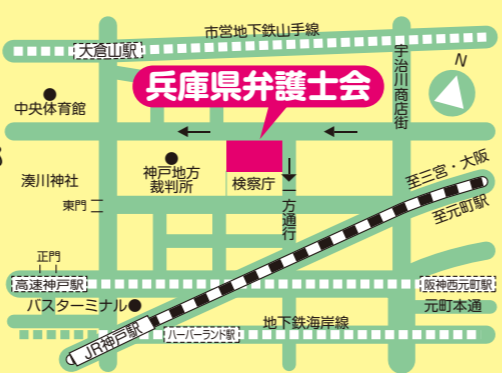 市営地下鉄山手線
大倉山駅
宇治川商店街
N
兵庫県弁護士会
中央体育館
神戸地方
裁判所
検察庁
一方通行
湊川神社
東門
至三宮・大阪
至元町駅
正門
高速神戸駅
阪神西元町駅
バスターミナル
元町本通
JR神戸駅
ハーバーランド駅
地下鉄海岸線